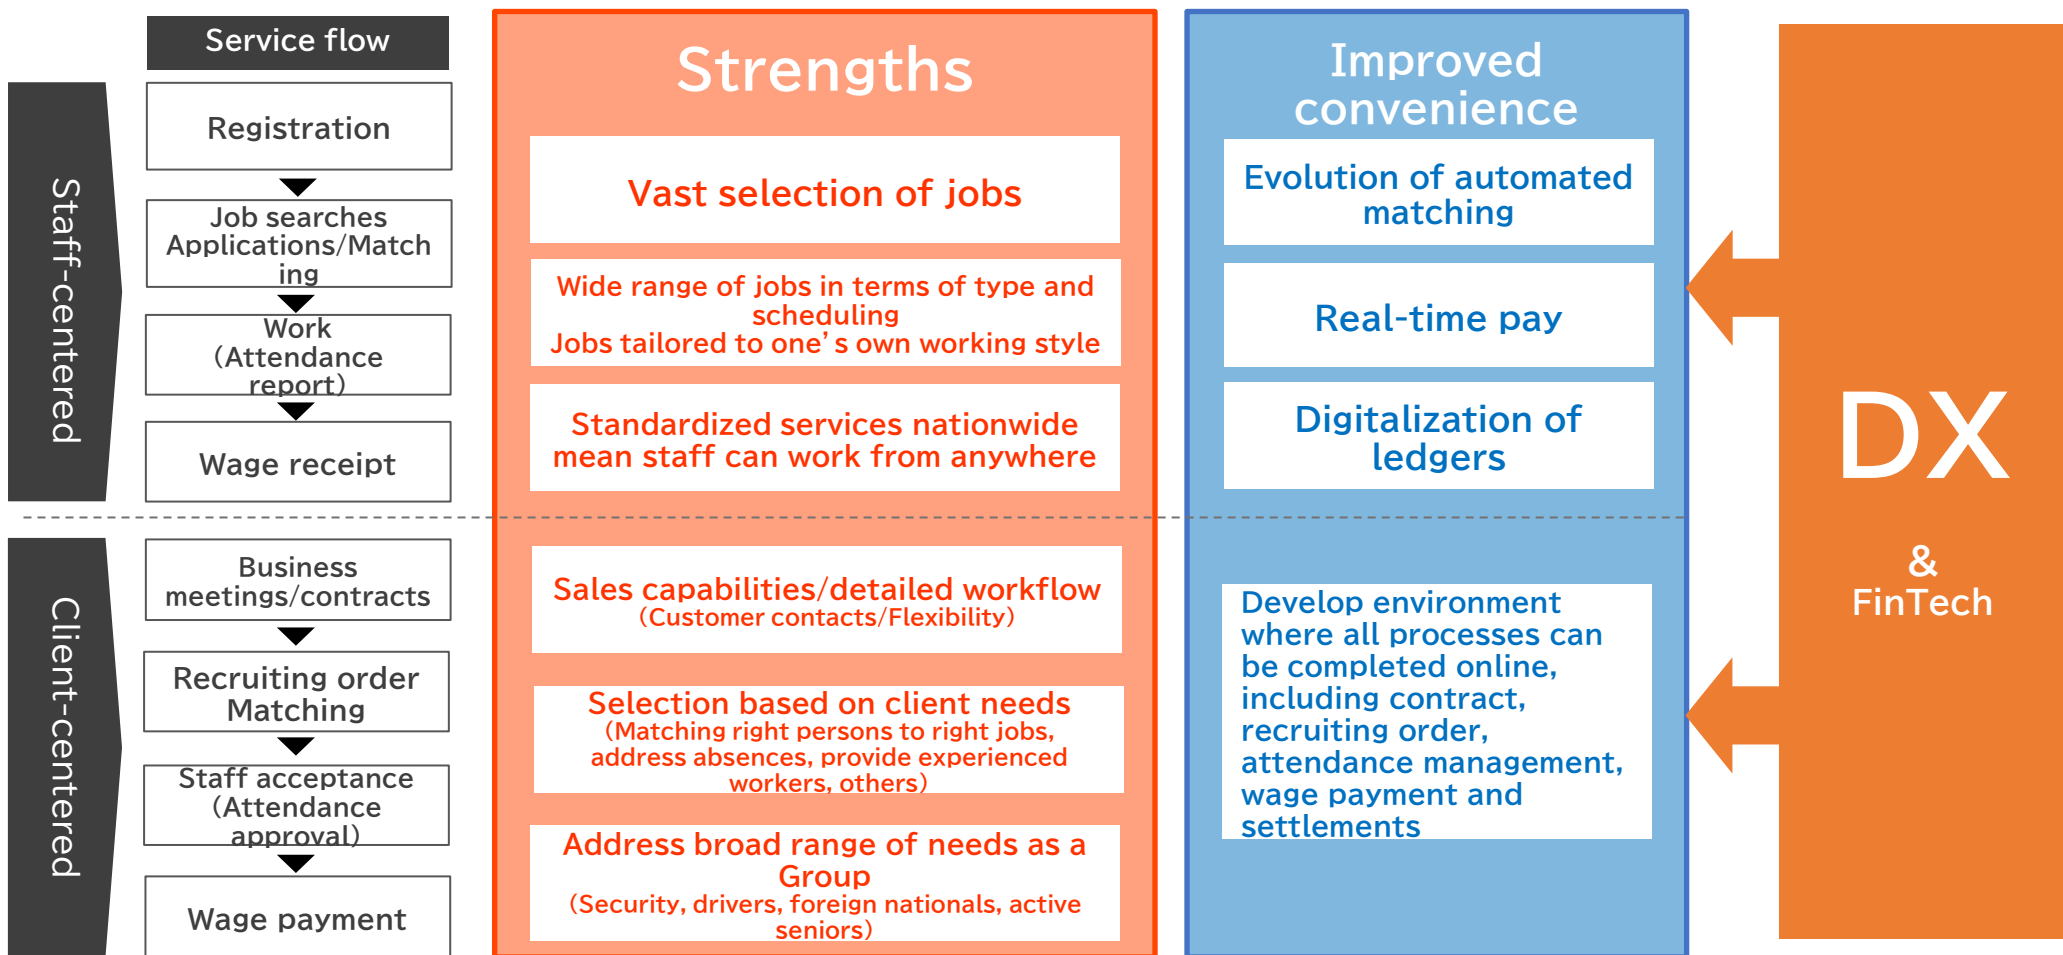 Service flow
Staff-centered
Registration
Job searches
Applications/Match
ing
Work
(Attendance
report)
Wage receipt
Client-centered
Business
meetings/contracts
Recruiting order
Matching
Staff acceptance
(Attendance
approval)
Wage payment
Strengths
Vast selection of jobs
Wide range of jobs in terms of type and
scheduling
Jobs tailored to one’s own working style
Standardized services nationwide
mean staff can work from anywhere
Sales capabilities/detailed workflow
(Customer contacts/Flexibility)
Selection based on client needs
(Matching right persons to right jobs,
address absences, provide experienced
workers, others)
Address broad range of needs as a
Group
(Security, drivers, foreign nationals, active
seniors)
Improved
convenience
Evolution of automated
matching
Real-time pay
Digitalization of
ledgers
Develop environment
where all processes can
be completed online,
including contract,
recruiting order,
attendance management,
wage payment and
settlements
DX
&
FinTech